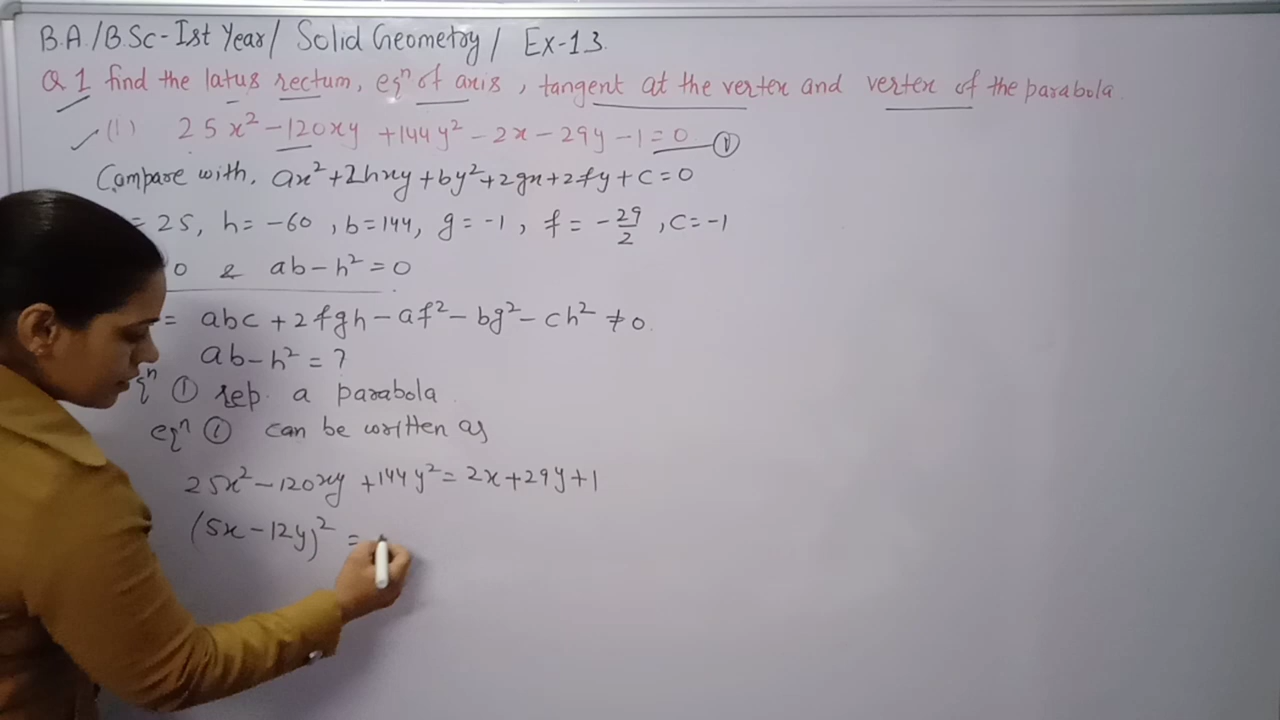 B.A./B.Sc-Ist Year/ Solid Geometry/ Ex-13.
Q 1 find the latus rectum, eqⁿ of axis, tangent at the vertex and vertex of the parabola.
(1) 25x² -120xy +144y² - 2x - 29y -1 = 0 ①
Compare with, ax²+2hxy+by²+2gx+2fy+c=0
= 25, h = -60, b=144, g = -1, f = -29/2, c=-1
0 & ab-h² = 0
= abc + 2fgh - af² - bg² - ch² ≠ 0.
ab-h² = ?
① rep. a parabola.
eqⁿ ① can be written as
25x² -120xy +144y² = 2x+29y+1
(5x -12y)² =